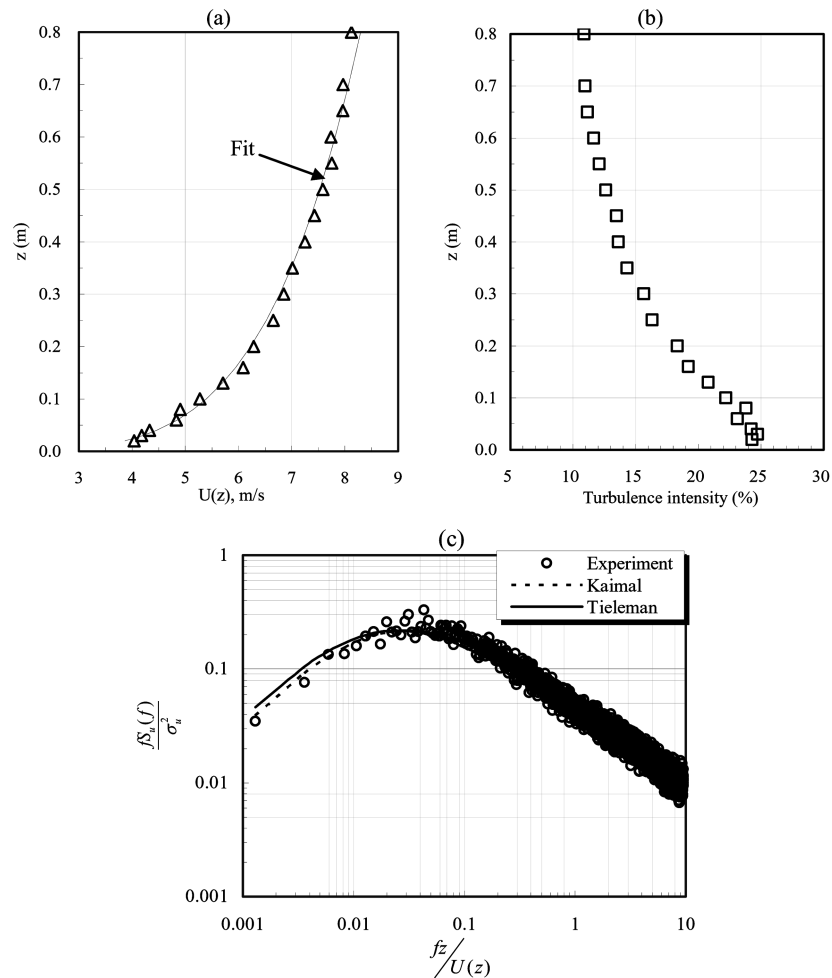 (a)
0.8
0.7
0.6
0.5
0.4
0.3
0.2
0.1
0.0
z (m)
Fit
3 4 5 6 7 8 9
U(z), m/s
(b)
0.8
0.7
0.6
0.5
0.4
0.3
0.2
0.1
0.0
z (m)
5 10 15 20 25 30
Turbulence intensity (%)
(c)
1
0.1
0.01
0.001
fS_u(f)/σ_u^2
Experiment
Kaimal
Tieleman
0.001 0.01 0.1 1 10
fz/U(z)